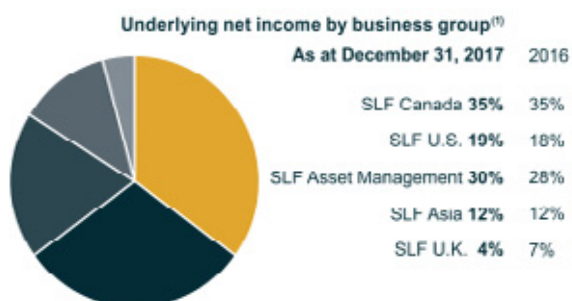 Underlying net income by business group(1)
As at December 31, 2017 2016
SLF Canada 35% 35%
SLF U.S. 19% 18%
SLF Asset Management 30% 28%
SLF Asia 12% 12%
SLF U.K. 4% 7%